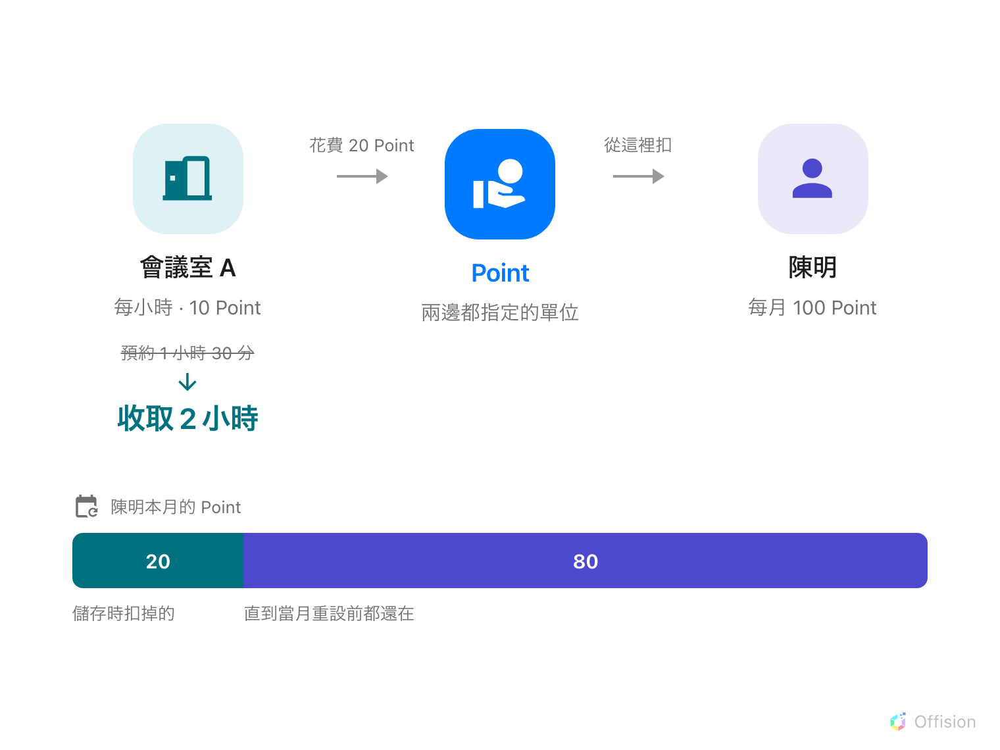 花費 20 Point
從這裡扣
會議室 A
Point
陳明
每小時 · 10 Point
兩邊都指定的單位
每月 100 Point
預約 1 小時 30 分
收取 2 小時
陳明本月的 Point
20
80
儲存時扣掉的
直到當月重設前都還在
Offision